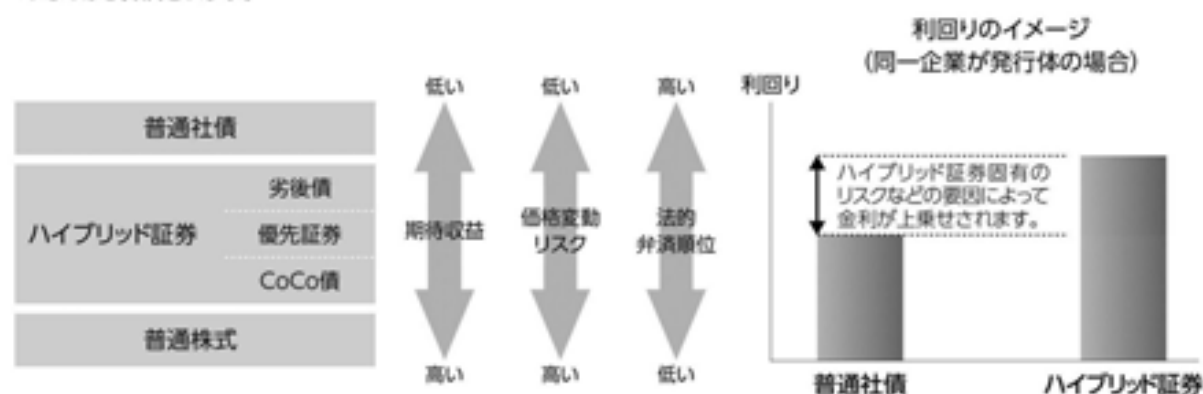 利回りのイメージ
(同一企業が発行体の場合)
低い
低い
高い
利回り
普通社債
ハイブリッド証券
劣後債
優先証券
CoCo債
普通株式
期待収益
価格変動
リスク
法的
弁済順位
高い
高い
低い
ハイブリッド証券固有の
リスクなどの要因によって
金利が上乗せされます。
普通社債
ハイブリッド証券